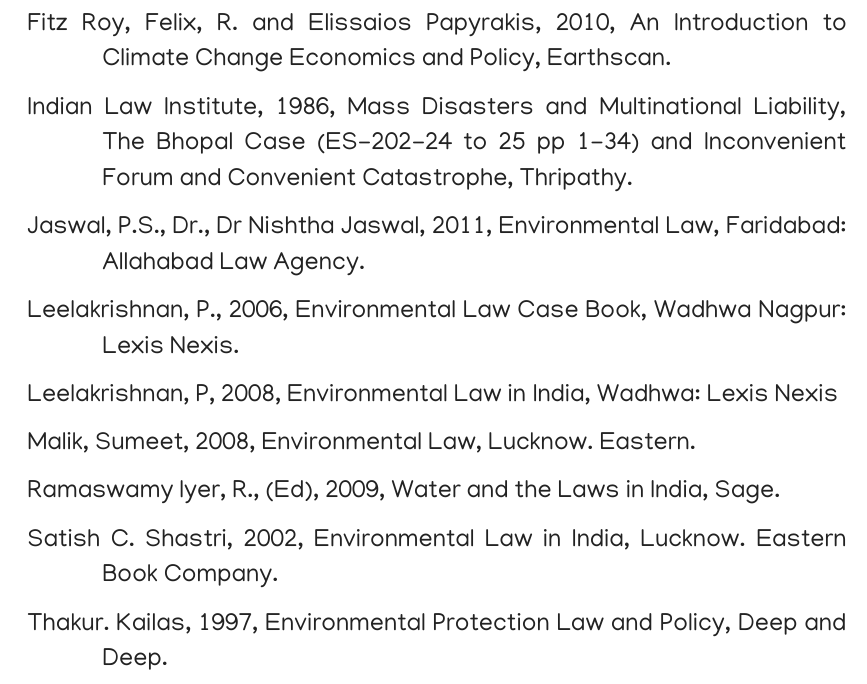 Fitz Roy, Felix, R. and Elissaios Papyrakis, 2010, An Introduction to
Climate Change Economics and Policy, Earthscan.
Indian Law Institute, 1986, Mass Disasters and Multinational Liability,
The Bhopal Case (ES-202-24 to 25 pp 1-34) and Inconvenient
Forum and Convenient Catastrophe, Thripathy.
Jaswal, P.S., Dr., Dr Nishtha Jaswal, 2011, Environmental Law, Faridabad:
Allahabad Law Agency.
Leelakrishnan, P., 2006, Environmental Law Case Book, Wadhwa Nagpur:
Lexis Nexis.
Leelakrishnan, P, 2008, Environmental Law in India, Wadhwa: Lexis Nexis
Malik, Sumeet, 2008, Environmental Law, Lucknow. Eastern.
Ramaswamy Iyer, R., (Ed), 2009, Water and the Laws in India, Sage.
Satish C. Shastri, 2002, Environmental Law in India, Lucknow. Eastern
Book Company.
Thakur. Kailas, 1997, Environmental Protection Law and Policy, Deep and
Deep.